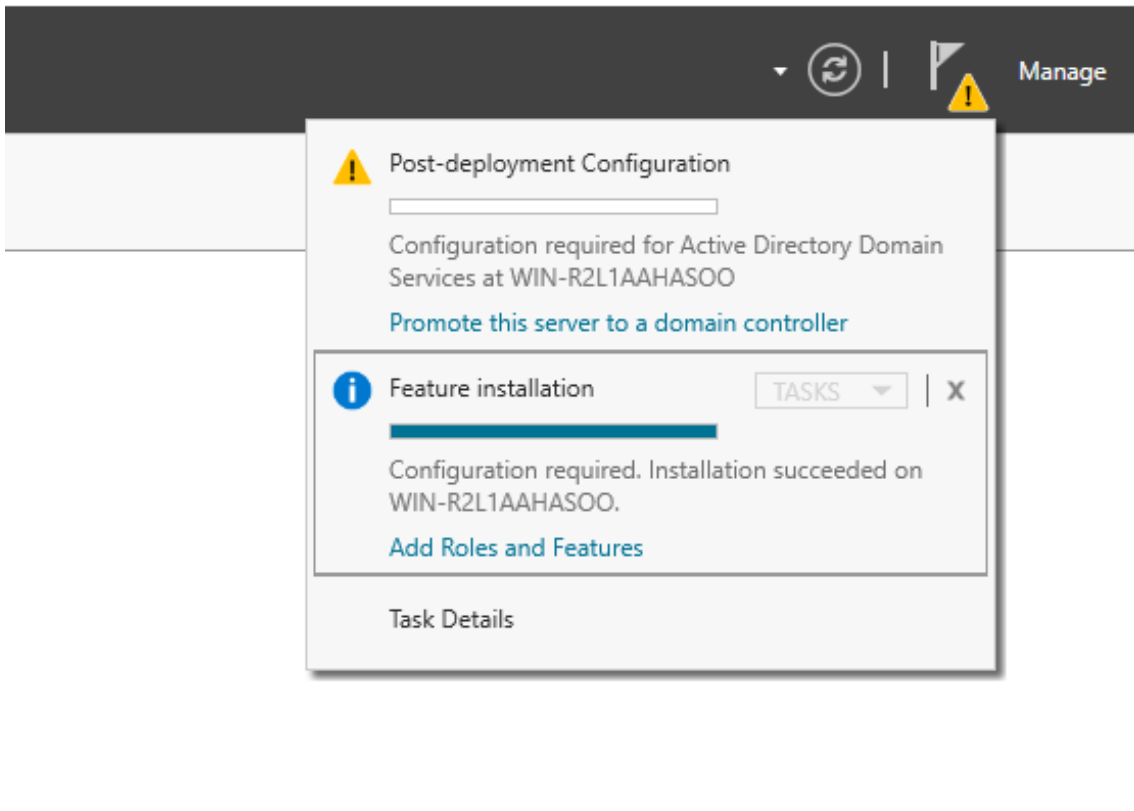 Manage
Post-deployment Configuration
Configuration required for Active Directory Domain
Services at WIN-R2L1AAHASOO
Promote this server to a domain controller
Feature installation
TASKS
X
Configuration required. Installation succeeded on
WIN-R2L1AAHASOO.
Add Roles and Features
Task Details